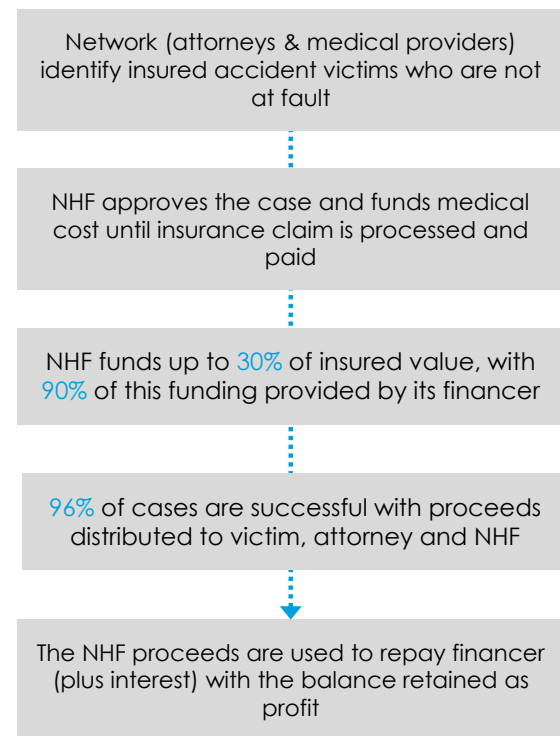 Network (attorneys & medical providers)
identify insured accident victims who are not
at fault
NHF approves the case and funds medical
cost until insurance claim is processed and
paid
NHF funds up to 30% of insured value, with
90% of this funding provided by its financer
96% of cases are successful with proceeds
distributed to victim, attorney and NHF
The NHF proceeds are used to repay financer
(plus interest) with the balance retained as
profit